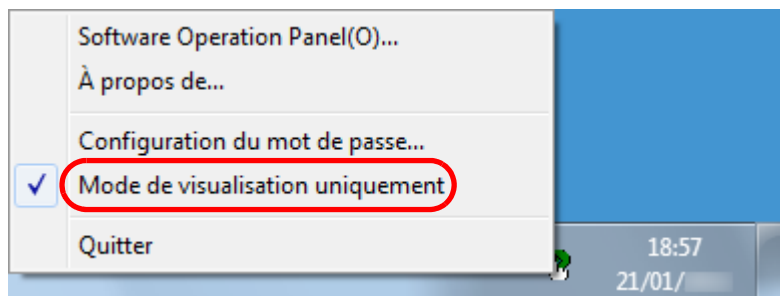 Software Operation Panel(O)...
À propos de...
Configuration du mot de passe...
Mode de visualisation uniquement
Quitter
18:57
21/01/